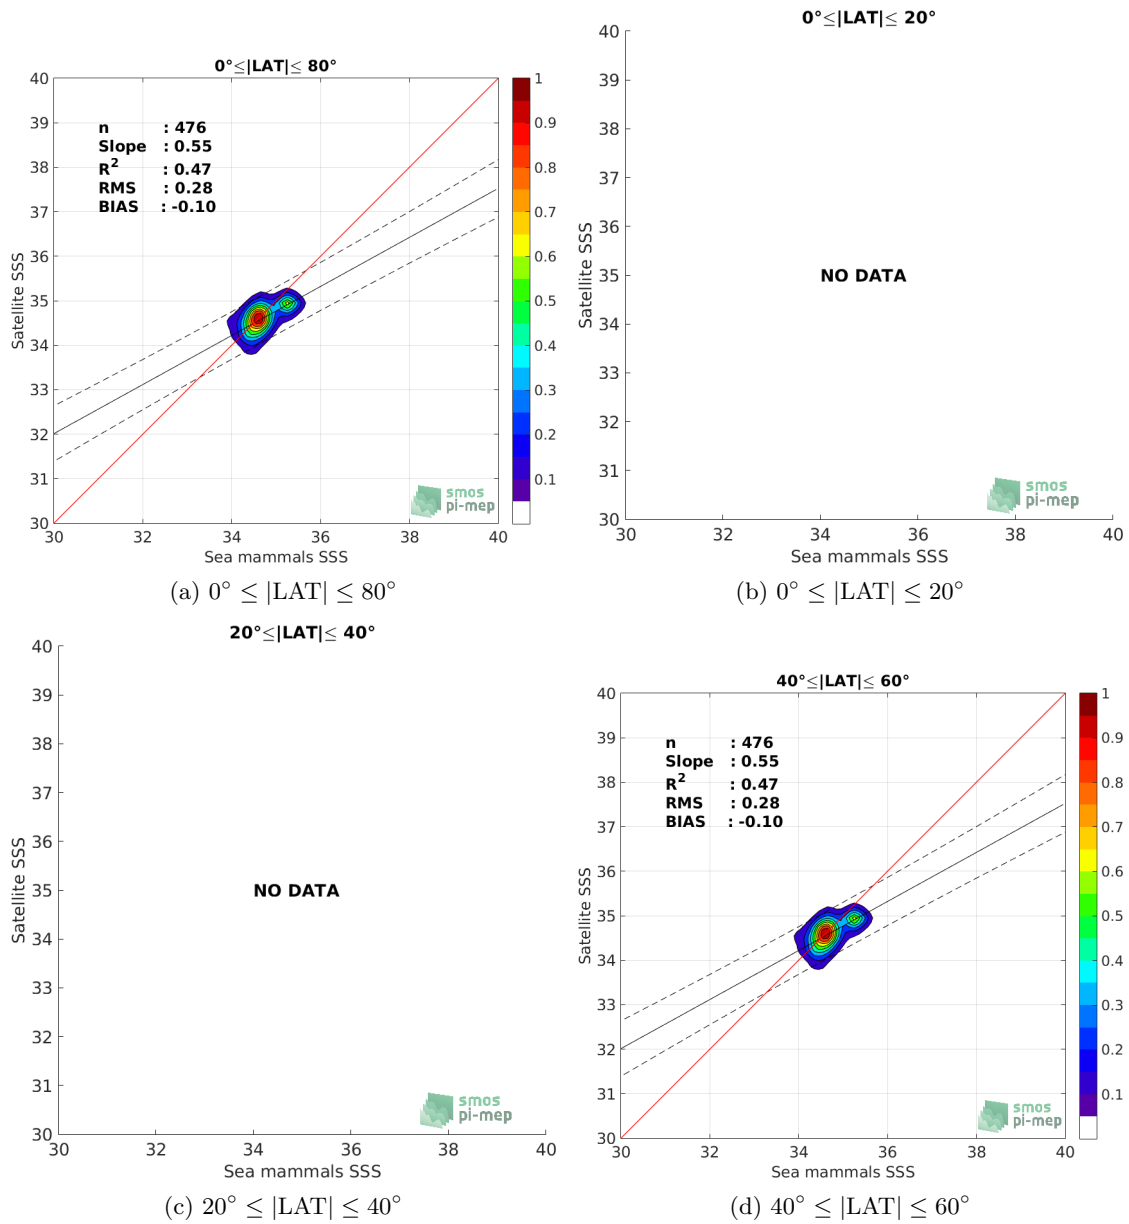 0°≤|LAT|≤ 80°
40
39
38
37
36
35
34
33
32
31
30
n : 476
Slope : 0.55
R² : 0.47
RMS : 0.28
BIAS : -0.10
1
0.9
0.8
0.7
0.6
0.5
0.4
0.3
0.2
0.1
smos
pi-mep
30 32 34 36 38 40
Satellite SSS
Sea mammals SSS
(a) 0° ≤ |LAT| ≤ 80°
0°≤|LAT|≤ 20°
40
39
38
37
36
35
34
33
32
31
30
NO DATA
smos
pi-mep
30 32 34 36 38 40
Satellite SSS
Sea mammals SSS
(b) 0° ≤ |LAT| ≤ 20°
20°≤|LAT|≤ 40°
40
39
38
37
36
35
34
33
32
31
30
NO DATA
smos
pi-mep
30 32 34 36 38 40
Satellite SSS
Sea mammals SSS
(c) 20° ≤ |LAT| ≤ 40°
40°≤|LAT|≤ 60°
40
39
38
37
36
35
34
33
32
31
30
n : 476
Slope : 0.55
R² : 0.47
RMS : 0.28
BIAS : -0.10
1
0.9
0.8
0.7
0.6
0.5
0.4
0.3
0.2
0.1
smos
pi-mep
30 32 34 36 38 40
Satellite SSS
Sea mammals SSS
(d) 40° ≤ |LAT| ≤ 60°